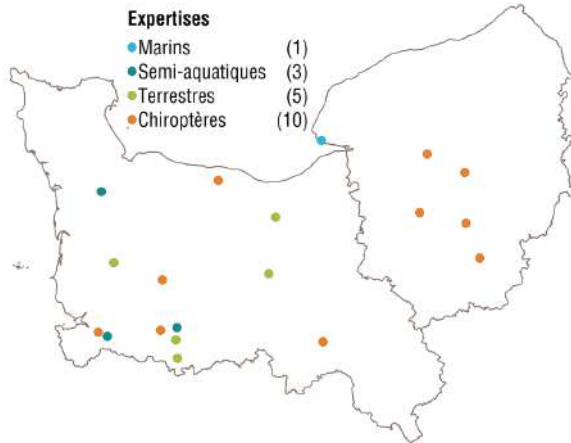 Expertises
Marins (1)
Semi-aquatiques (3)
Terrestres (5)
Chiroptères (10)